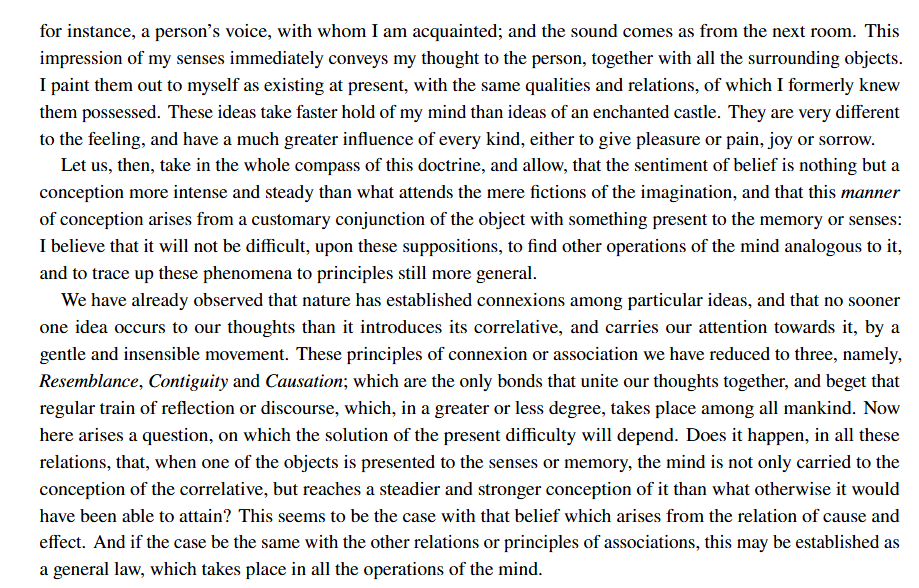 for instance, a person’s voice, with whom I am acquainted; and the sound comes as from the next room. This
impression of my senses immediately conveys my thought to the person, together with all the surrounding objects.
I paint them out to myself as existing at present, with the same qualities and relations, of which I formerly knew
them possessed. These ideas take faster hold of my mind than ideas of an enchanted castle. They are very different
to the feeling, and have a much greater influence of every kind, either to give pleasure or pain, joy or sorrow.
Let us, then, take in the whole compass of this doctrine, and allow, that the sentiment of belief is nothing but a
conception more intense and steady than what attends the mere fictions of the imagination, and that this manner
of conception arises from a customary conjunction of the object with something present to the memory or senses:
I believe that it will not be difficult, upon these suppositions, to find other operations of the mind analogous to it,
and to trace up these phenomena to principles still more general.
We have already observed that nature has established connexions among particular ideas, and that no sooner
one idea occurs to our thoughts than it introduces its correlative, and carries our attention towards it, by a
gentle and insensible movement. These principles of connexion or association we have reduced to three, namely,
Resemblance, Contiguity and Causation; which are the only bonds that unite our thoughts together, and beget that
regular train of reflection or discourse, which, in a greater or less degree, takes place among all mankind. Now
here arises a question, on which the solution of the present difficulty will depend. Does it happen, in all these
relations, that, when one of the objects is presented to the senses or memory, the mind is not only carried to the
conception of the correlative, but reaches a steadier and stronger conception of it than what otherwise it would
have been able to attain? This seems to be the case with that belief which arises from the relation of cause and
effect. And if the case be the same with the other relations or principles of associations, this may be established as
a general law, which takes place in all the operations of the mind.